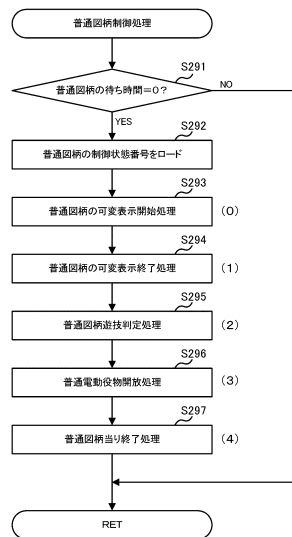 普通図柄制御処理
S291
普通図柄の待ち時間=0?
NO
YES
S292
普通図柄の制御状態番号をロード
S293
普通図柄の可変表示開始処理
(0)
S294
普通図柄の可変表示終了処理
(1)
S295
普通図柄遊技判定処理
(2)
S296
普通電動役物開放処理
(3)
S297
普通図柄当り終了処理
(4)
RET